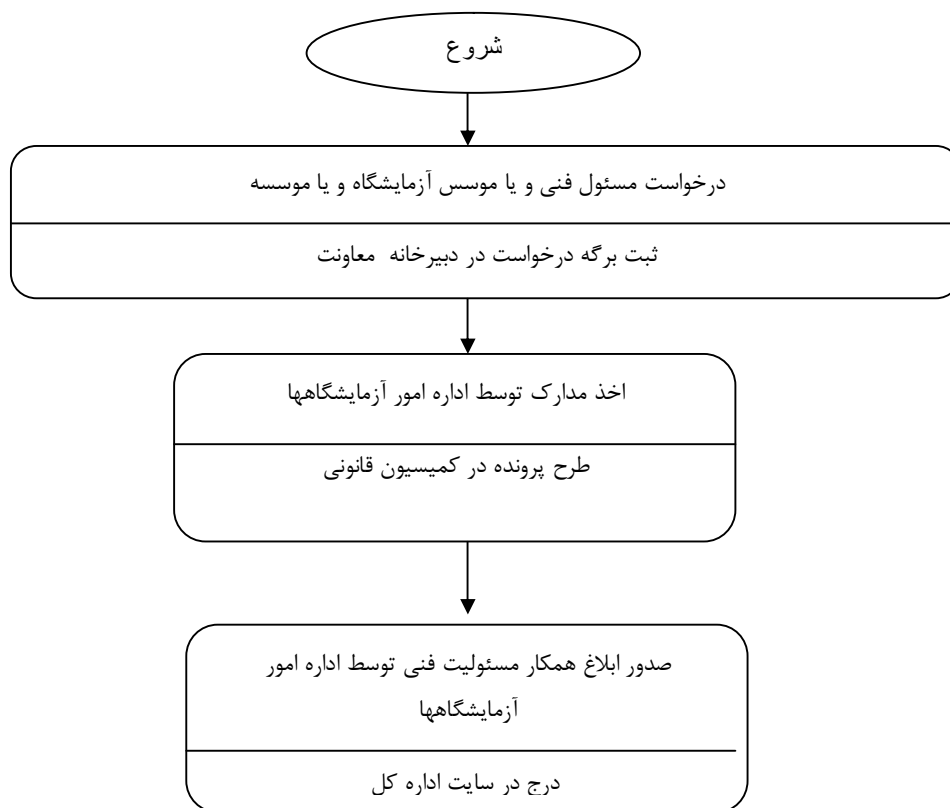 شروع
درخواست مسئول فنی و یا موسس آزمایشگاه و یا موسسه
ثبت برگه درخواست در دبیرخانه معاونت
اخذ مدارک توسط اداره امور آزمایشگاهها
طرح پرونده در کمیسیون قانونی
صدور ابلاغ همکار مسئولیت فنی توسط اداره امور
آزمایشگاهها
درج در سایت اداره کل